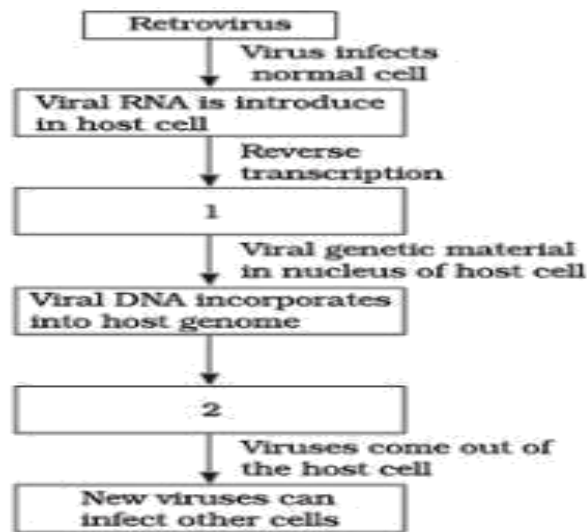 Retrovirus
Virus infects
normal cell
Viral RNA is introduce
in host cell
Reverse
transcription
1
Viral genetic material
in nucleus of host cell
Viral DNA incorporates
into host genome
2
Viruses come out of
the host cell
New viruses can
infect other cells